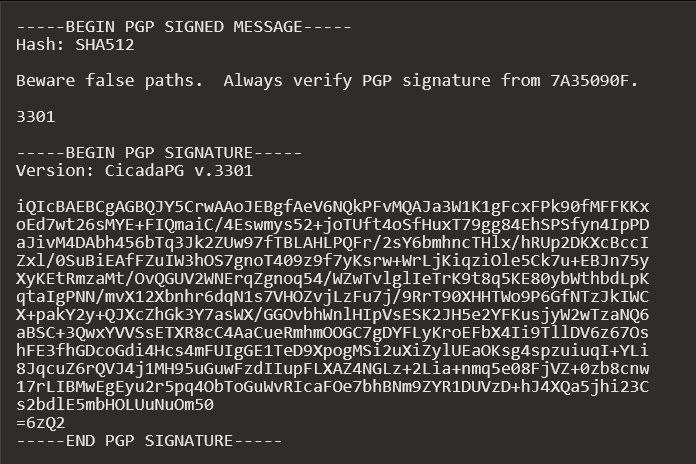 -----BEGIN PGP SIGNED MESSAGE-----
Hash: SHA512
Beware false paths.  Always verify PGP signature from 7A35090F.
3301
-----BEGIN PGP SIGNATURE-----
Version: CicadaPG v.3301
iQIcBAEBCgAGBQJY5CrwAAoJEBgfAeV6NQkPFvMQAJa3W1K1gFcxFPk90fMFFKKx
oEd7wt26sMYE+FIQmaiC/4Eswmys52+joTUft4oSfHuxT79gg84EhSPSfyn4IpPD
aJivM4DAbh456bTq3Jk2ZUw97fTBLAHLPQFr/2sY6bmhncTHlx/hRUp2DKXcBccI
Zxl/0SuBiEAfFZuIW3hOS7gnoT409z9f7yKsrw+WrLjKiqziOle5Ck7u+EBJn75y
XyKEtRmzaMt/OvQGUV2WNErqZgnoq54/WZwTvlglIeTrK9t8q5KE80ybWthbdLpK
qtaIgPNN/mvX12Xbnhr6dqN1s7VHOZvjLzFu7j/9RrT90XHHTWo9P6GfNTzJkIWC
X+pakY2y+QJXcZhGk3Y7asWX/GGOvbhWnlHIpVsESK2JH5e2YFKusjyW2wTzaNQ6
aBSC+3QwxYVVSsETXR8cC4AaCueRmhmOOGC7gDYFLyKroEFbX4Ii9TllDV6z67Os
hFE3fhGDcoGdi4Hcs4mFUIgGE1TeD9XpogMSi2uXiZylUEaOKsg4spzuiuqI+YLi
8JqcuZ6rQVJ4j1MH95uGuwFzdIIupFLXAZ4NGLz+2Lia+nmq5e08FjVZ+0zb8cnw
17rLIBMwEgEyu2r5pq4ObToGuWvRIcaFOe7bhBNm9ZYR1DUVzD+hJ4XQa5jhi23C
s2bdlE5mbHOLUuNuOm50
=6zQ2
-----END PGP SIGNATURE-----